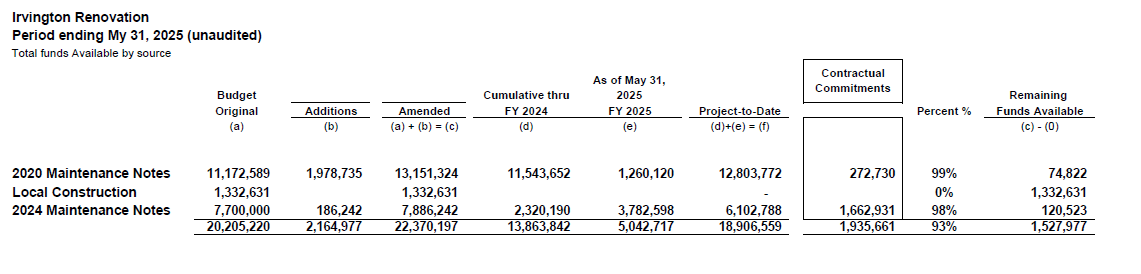 Irvington Renovation
Period ending My 31, 2025 (unaudited)
Total funds Available by source
Contractual
As of May 31, Commitments
Budget Cumulative thru 2025 Remaining
Original Additions Amended FY 2024 FY 2025 Project-to-Date Percent % Funds Available
(a) (b) (a) + (b) = (c) (d) (e) (d)+(e) = (f) (c) - (0)
2020 Maintenance Notes 11,172,589 1,978,735 13,151,324 11,543,652 1,260,120 12,803,772 272,730 99% 74,822
Local Construction 1,332,631 1,332,631 - 0% 1,332,631
2024 Maintenance Notes 7,700,000 186,242 7,886,242 2,320,190 3,782,598 6,102,788 1,662,931 98% 120,523
20,205,220 2,164,977 22,370,197 13,863,842 5,042,717 18,906,559 1,935,661 93% 1,527,977